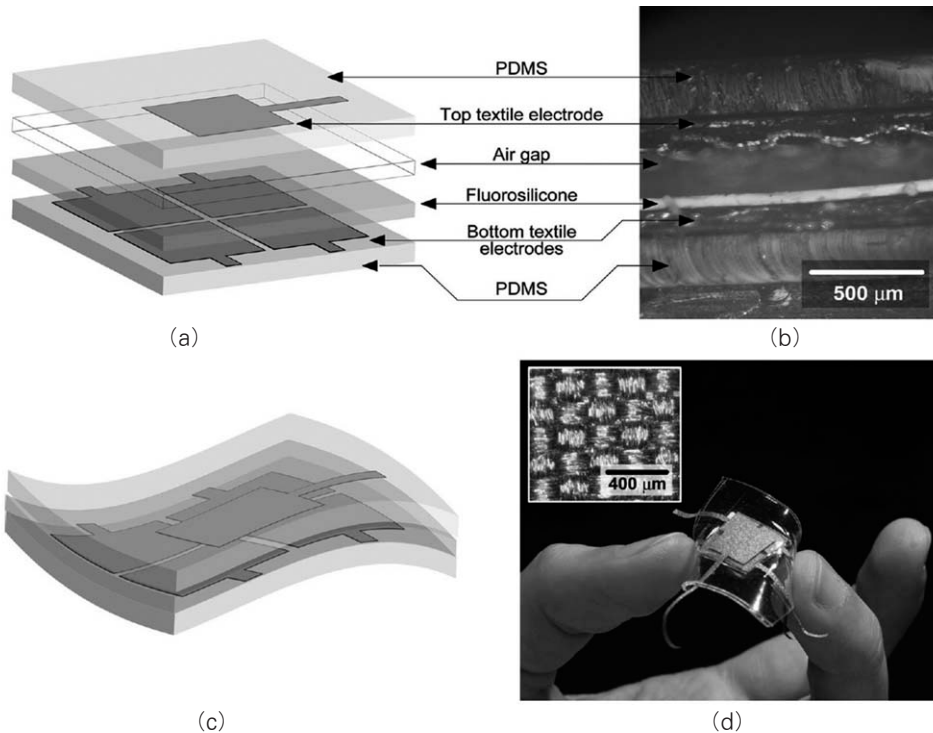 PDMS
Top textile electrode
Air gap
Fluorosilicone
Bottom textile
electrodes
PDMS
500 μm
(a)
(b)
400 μm
(c)
(d)